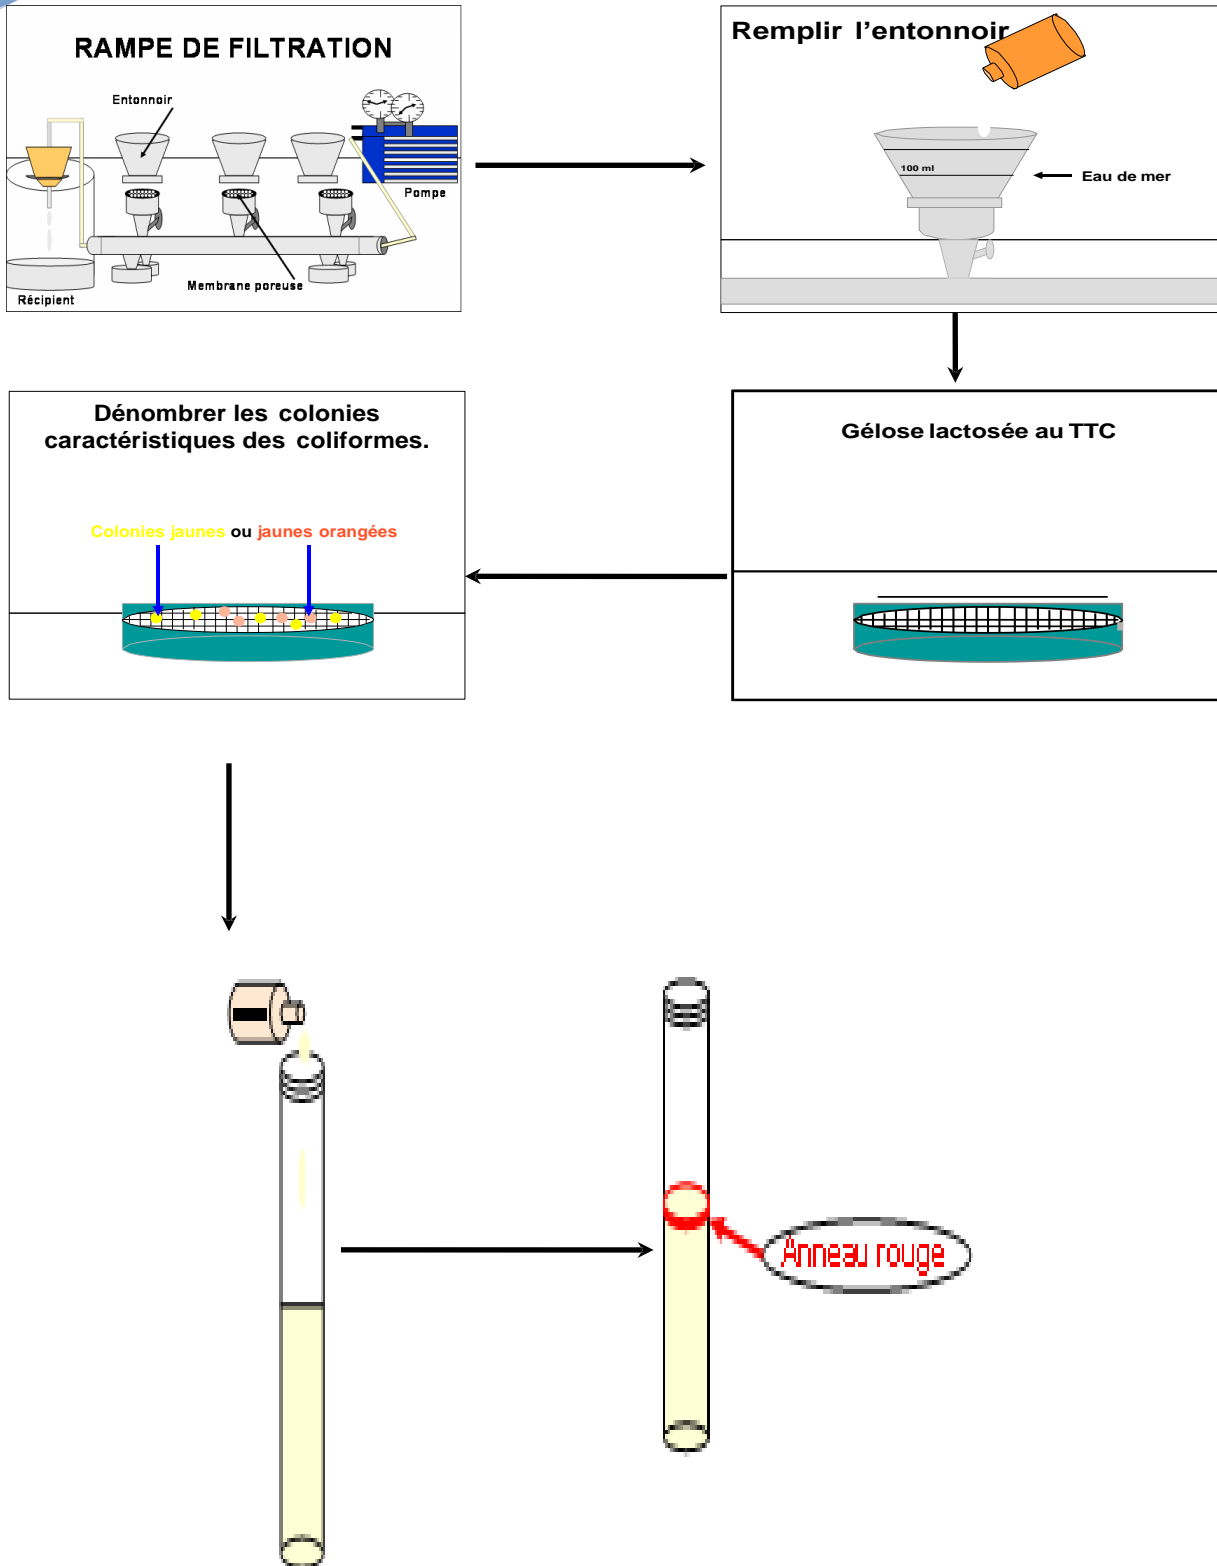 RAMPE DE FILTRATION
Entonnoir
Pompe
Membrane poreuse
Récipient
Remplir l'entonnoir
100 ml
Eau de mer
Gélose lactosée au TTC
Dénombrer les colonies
caractéristiques des coliformes.
Colonies jaunes ou jaunes orangées
Anneau rouge